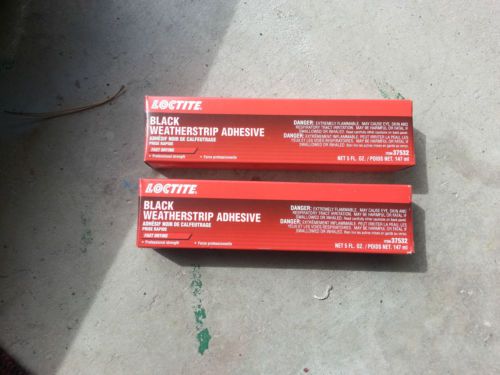 LOCTITE.
BLACK
WEATHERSTRIP ADHESIVE
ADHÉSIF NOIR DE CALFEUTRAGE
PRISE RAPIDE
FAST DRYING
• Professional strength • Force professionnelle
DANGER: EXTREMELY FLAMMABLE. MAY CAUSE EYE, SKIN AND
RESPIRATORY TRACT IRRITATION. MAY BE HARMFUL OR FATAL IF
SWALLOWED OR INHALED.
ITEM 37532
NET 5 FL. OZ. / POIDS NET. 147 ml
LOCTITE.
BLACK
WEATHERSTRIP ADHESIVE
ADHÉSIF NOIR DE CALFEUTRAGE
PRISE RAPIDE
FAST DRYING
• Professional strength • Force professionnelle
DANGER: EXTREMELY FLAMMABLE. MAY CAUSE EYE, SKIN AND
RESPIRATORY TRACT IRRITATION. MAY BE HARMFUL OR FATAL IF
SWALLOWED OR INHALED.
ITEM 37532
NET 5 FL. OZ. / POIDS NET. 147 ml